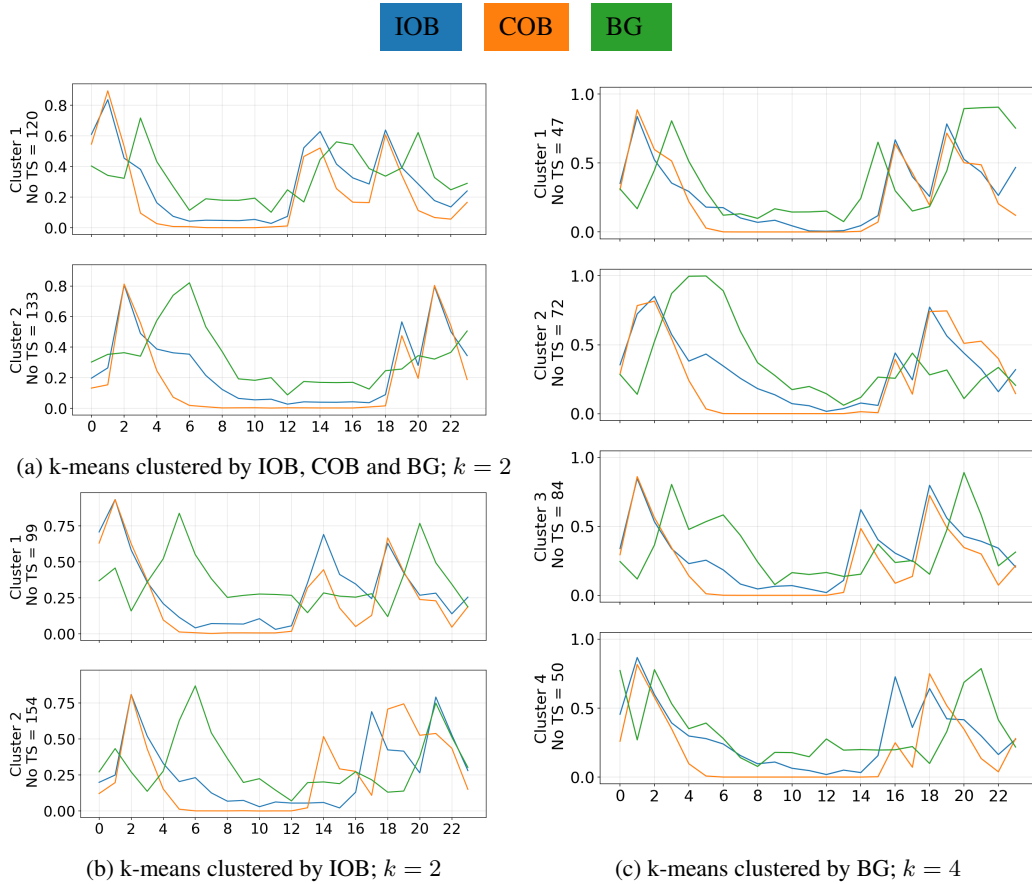 IOB COB BG
Cluster 1
No TS = 120
0.8
0.6
0.4
0.2
0.0
Cluster 2
No TS = 133
0.8
0.6
0.4
0.2
0.0
0 2 4 6 8 10 12 14 16 18 20 22
(a) k-means clustered by IOB, COB and BG; k = 2
Cluster 1
No TS = 99
0.75
0.50
0.25
0.00
Cluster 2
No TS = 154
0.75
0.50
0.25
0.00
0 2 4 6 8 10 12 14 16 18 20 22
(b) k-means clustered by IOB; k = 2
Cluster 1
No TS = 47
1.0
0.5
0.0
Cluster 2
No TS = 72
1.0
0.5
0.0
Cluster 3
No TS = 84
1.0
0.5
0.0
Cluster 4
No TS = 50
1.0
0.5
0.0
0 2 4 6 8 10 12 14 16 18 20 22
(c) k-means clustered by BG; k = 4